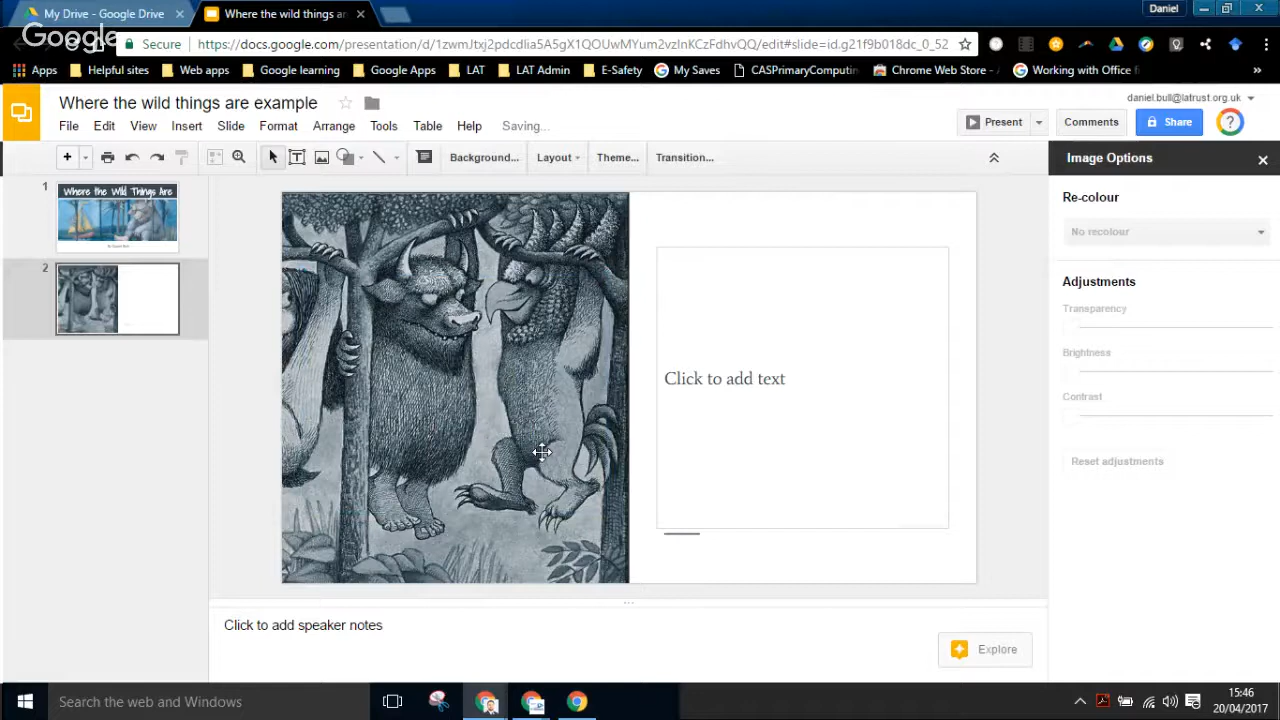 My Drive - Google Drive
Where the wild things ar
Daniel
Google
Secure
https://docs.google.com/presentation/d/1zwmJtxj2pdcdlia5A5gX1QOUwMYum2vzlnKCzFdhvQQ/edit#slide=id.g21f9b018dc_0_52
Apps
Helpful sites
Web apps
Google learning
Google Apps
LAT
LAT Admin
E-Safety
My Saves
CASPrimaryComputin
Chrome Web Store -
Working with Office f
»
Where the wild things are example
daniel.bull@latrust.org.uk
File Edit View Insert Slide Format Arrange Tools Table Help Saving...
Present
Comments
Share
Background...
Layout
Theme...
Transition...
Image Options
1
Where the Wild Things Are
2
Re-colour
No recolour
Adjustments
Transparency
Brightness
Contrast
Reset adjustments
Click to add text
Click to add speaker notes
Explore
Search the web and Windows
15:46
20/04/2017